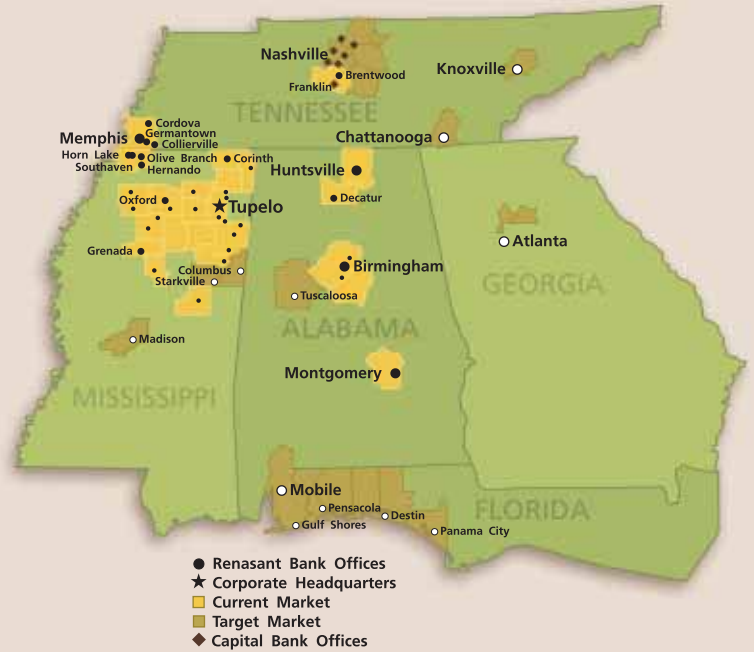 Nashville
Brentwood
Franklin
Knoxville
TENNESSEE
Chattanooga
Cordova
Germantown
Memphis
Collierville
Horn Lake
Olive Branch
Corinth
Southaven
Hernando
Huntsville
Decatur
Oxford
Tupelo
Grenada
Columbus
Starkville
Birmingham
Tuscaloosa
Atlanta
GEORGIA
ALABAMA
Madison
Montgomery
MISSISSIPPI
Mobile
Pensacola
Destin
Gulf Shores
Panama City
FLORIDA
Renasant Bank Offices
Corporate Headquarters
Current Market
Target Market
Capital Bank Offices